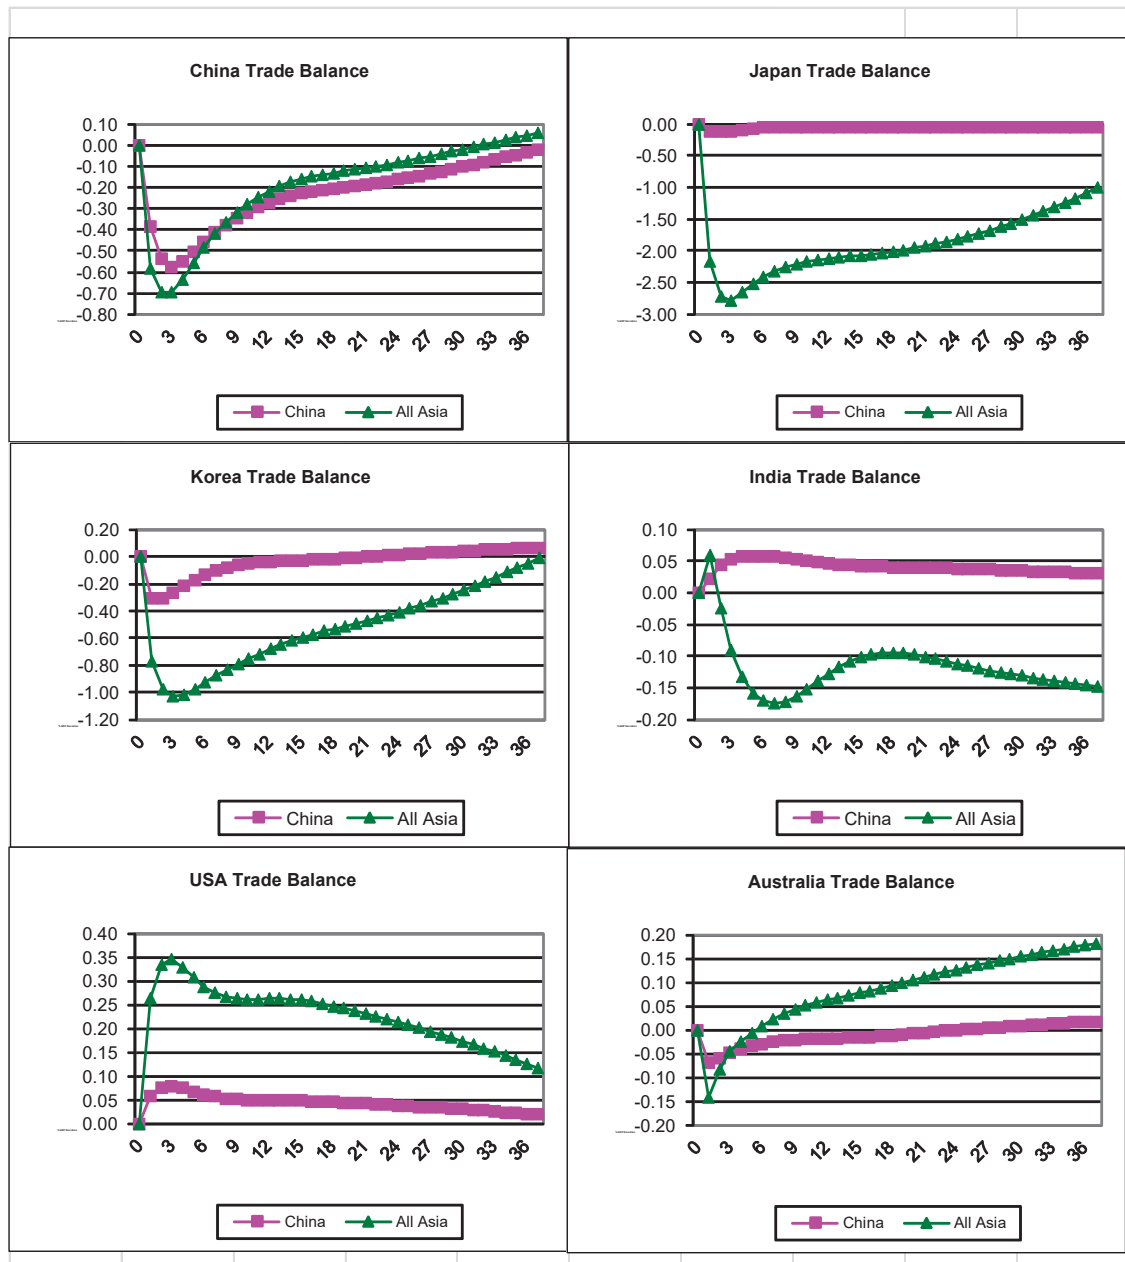 China Trade Balance
0.10
0.00
-0.10
-0.20
-0.30
-0.40
-0.50
-0.60
-0.70
-0.80
0 3 6 9 12 15 18 21 24 27 30 33 36
China All Asia
Japan Trade Balance
0.00
-0.50
-1.00
-1.50
-2.00
-2.50
-3.00
0 3 6 9 12 15 18 21 24 27 30 33 36
China All Asia
Korea Trade Balance
0.20
0.00
-0.20
-0.40
-0.60
-0.80
-1.00
-1.20
0 3 6 9 12 15 18 21 24 27 30 33 36
China All Asia
India Trade Balance
0.10
0.05
0.00
-0.05
-0.10
-0.15
-0.20
0 3 6 9 12 15 18 21 24 27 30 33 36
China All Asia
USA Trade Balance
0.40
0.35
0.30
0.25
0.20
0.15
0.10
0.05
0.00
0 3 6 9 12 15 18 21 24 27 30 33 36
China All Asia
Australia Trade Balance
0.20
0.15
0.10
0.05
0.00
-0.05
-0.10
-0.15
-0.20
0 3 6 9 12 15 18 21 24 27 30 33 36
China All Asia